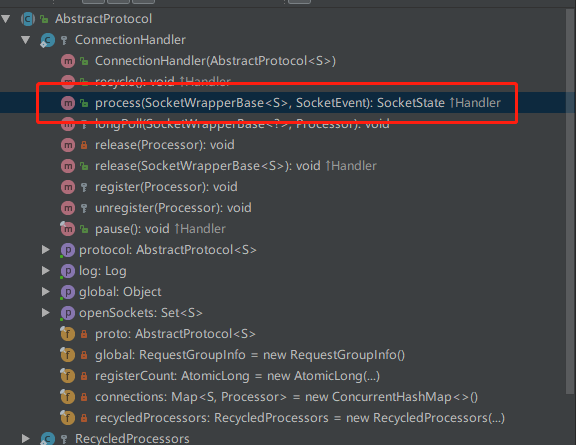 AbstractProtocol
ConnectionHandler
ConnectionHandler(AbstractProtocol<S>)
recycle(): void ↑Handler
process(SocketWrapperBase<S>, SocketEvent): SocketState ↑Handler
longPoll(SocketWrapperBase<?>, Processor): void
release(Processor): void
release(SocketWrapperBase<S>): void ↑Handler
register(Processor): void
unregister(Processor): void
pause(): void ↑Handler
protocol: AbstractProtocol<S>
log: Log
global: Object
openSockets: Set<S>
proto: AbstractProtocol<S>
global: RequestGroupInfo = new RequestGroupInfo()
registerCount: AtomicLong = new AtomicLong(...)
connections: Map<S, Processor> = new ConcurrentHashMap<>()
recycledProcessors: RecycledProcessors = new RecycledProcessors(...)
RecycledProcessors